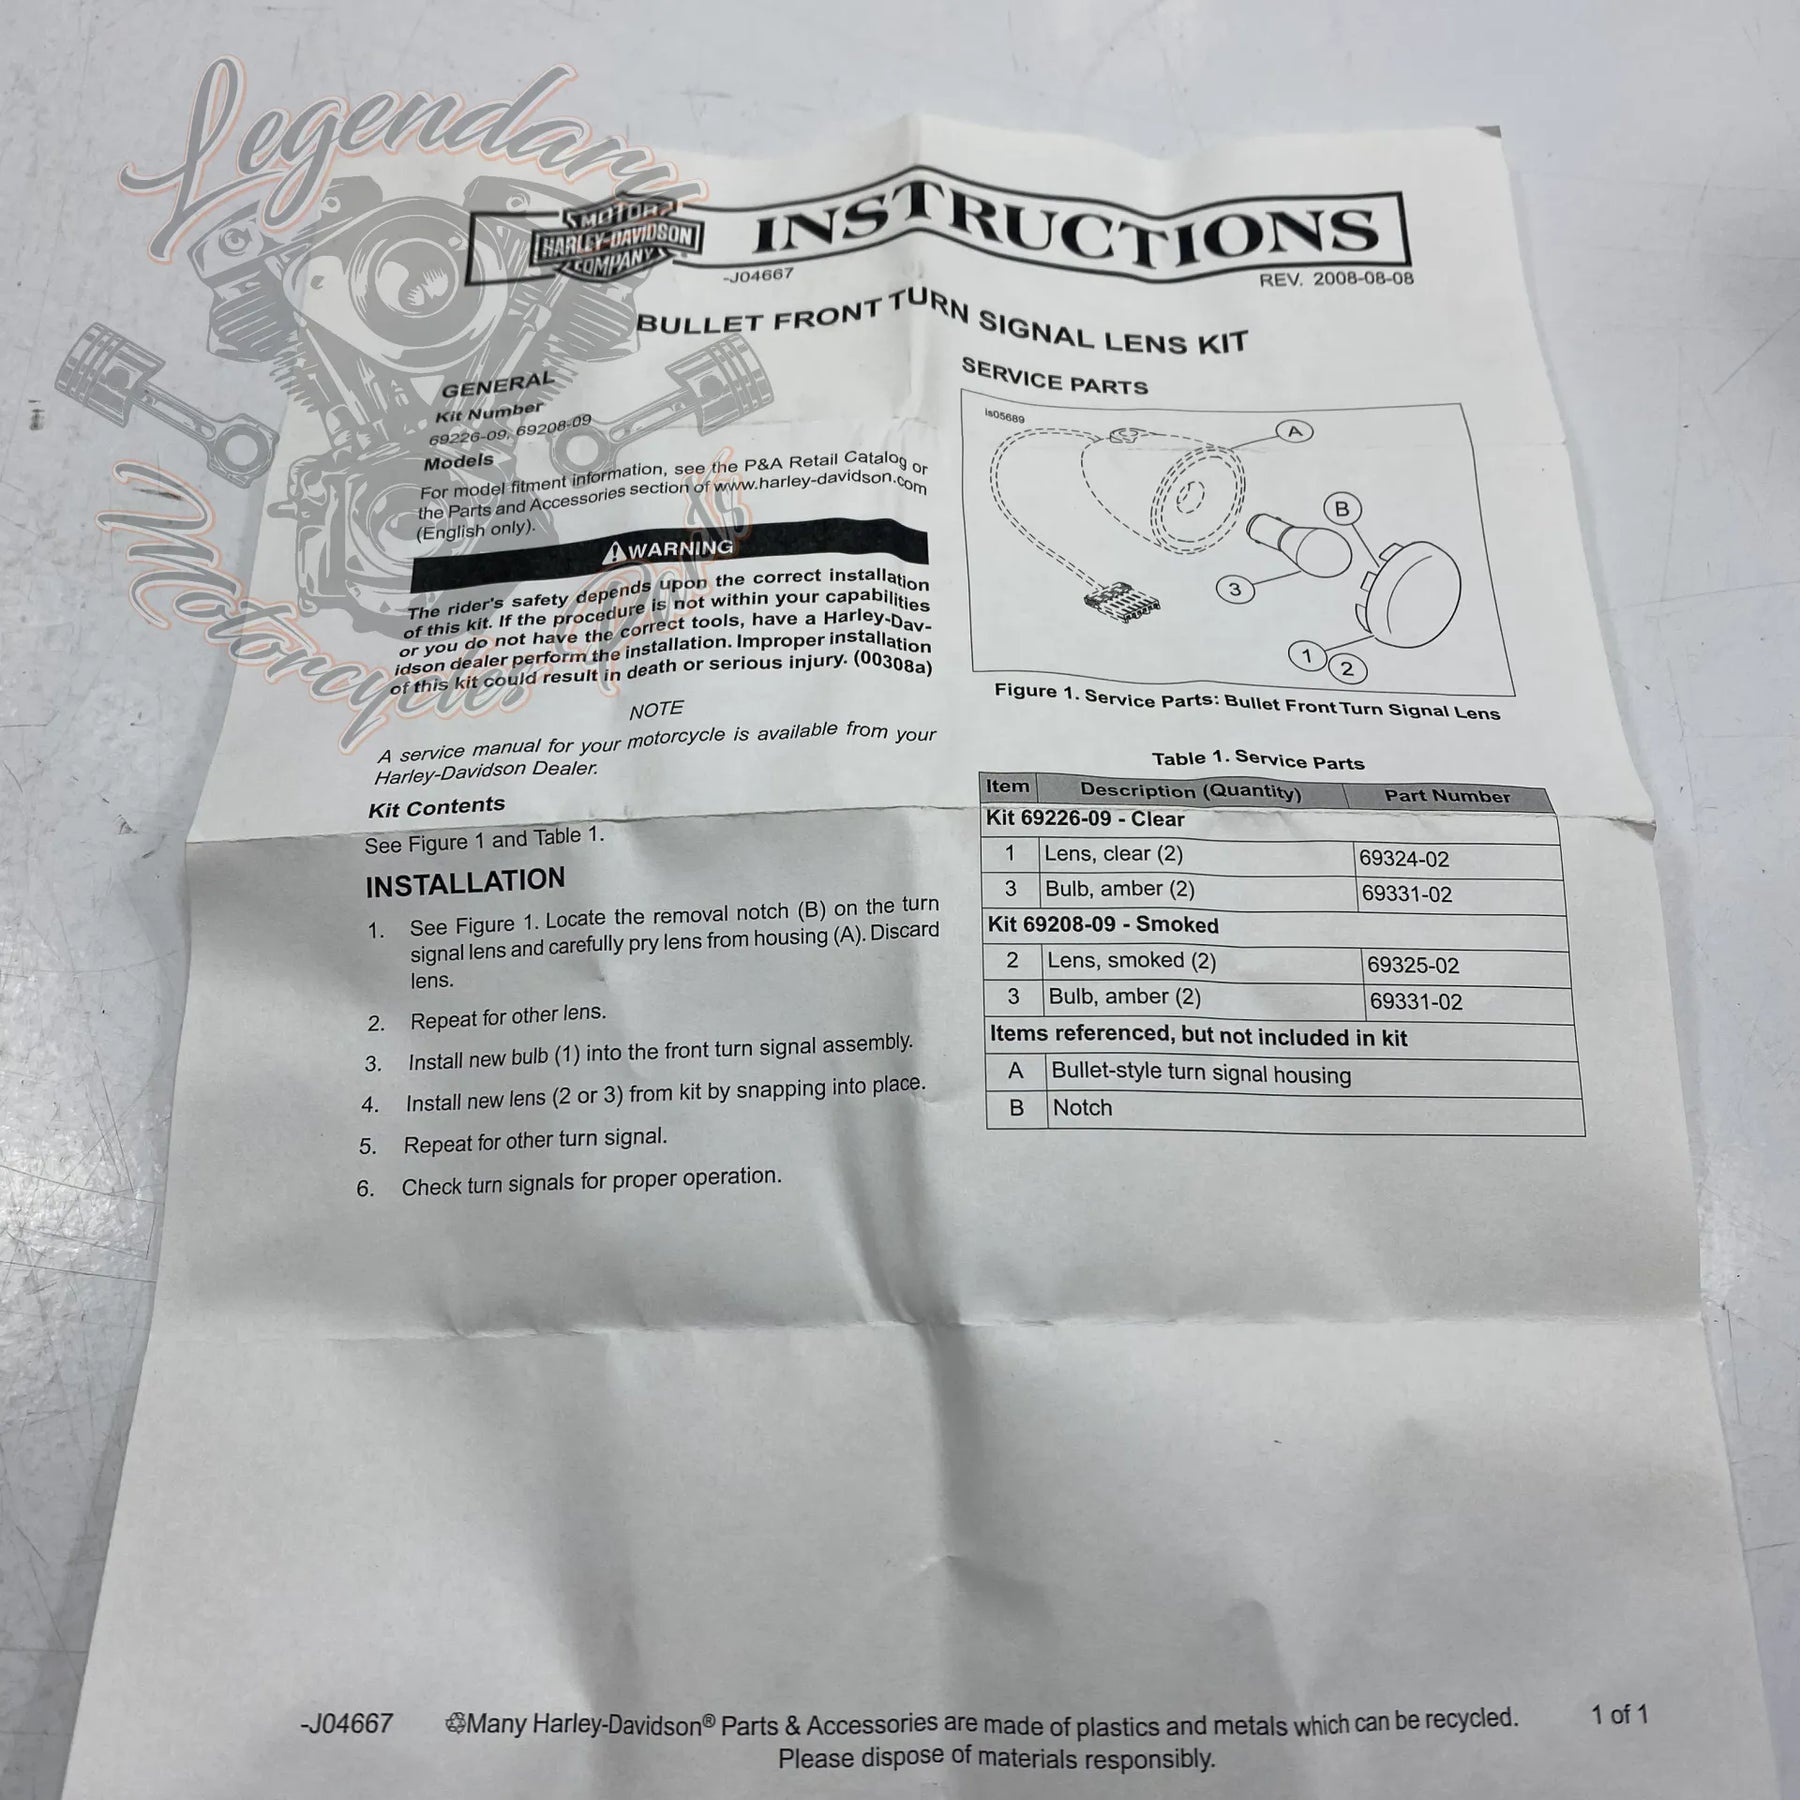 Legendary
Motorcycles Parts
MOTOR
HARLEY-DAVIDSON
COMPANY
INSTRUCTIONS
-J04667
REV. 2008-08-08
BULLET FRONT TURN SIGNAL LENS KIT
GENERAL
Kit Number
69226-09, 69208-09
Models
For model fitment information, see the P&A Retail Catalog or
the Parts and Accessories section of www.harley-davidson.com
(English only).
⚠WARNING
The rider's safety depends upon the correct installation
of this kit. If the procedure is not within your capabilities
or you do not have the correct tools, have a Harley-Dav-
idson dealer perform the installation. Improper installation
of this kit could result in death or serious injury. (00308a)
NOTE
A service manual for your motorcycle is available from your
Harley-Davidson Dealer.
Kit Contents
See Figure 1 and Table 1.
INSTALLATION
1. See Figure 1. Locate the removal notch (B) on the turn
signal lens and carefully pry lens from housing (A). Discard
lens.
2. Repeat for other lens.
3. Install new bulb (1) into the front turn signal assembly.
4. Install new lens (2 or 3) from kit by snapping into place.
5. Repeat for other turn signal.
6. Check turn signals for proper operation.
SERVICE PARTS
is05689
A
B
3
1
2
Figure 1. Service Parts: Bullet Front Turn Signal Lens
Table 1. Service Parts
Item Description (Quantity) Part Number
Kit 69226-09 - Clear
1 Lens, clear (2) 69324-02
3 Bulb, amber (2) 69331-02
Kit 69208-09 - Smoked
2 Lens, smoked (2) 69325-02
3 Bulb, amber (2) 69331-02
Items referenced, but not included in kit
A Bullet-style turn signal housing
B Notch
-J04667 ♲Many Harley-Davidson® Parts & Accessories are made of plastics and metals which can be recycled. 1 of 1
Please dispose of materials responsibly.